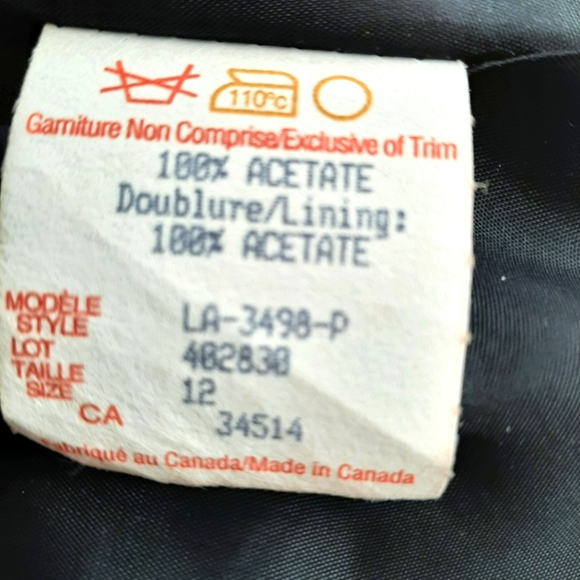 110°c
Garniture Non Comprise/Exclusive of Trim
100% ACETATE
Doublure/Lining:
100% ACETATE
MODÈLE
STYLE LA-3498-P
LOT 402830
TAILLE
SIZE 12
CA 34514
Fabriqué au Canada/Made in Canada